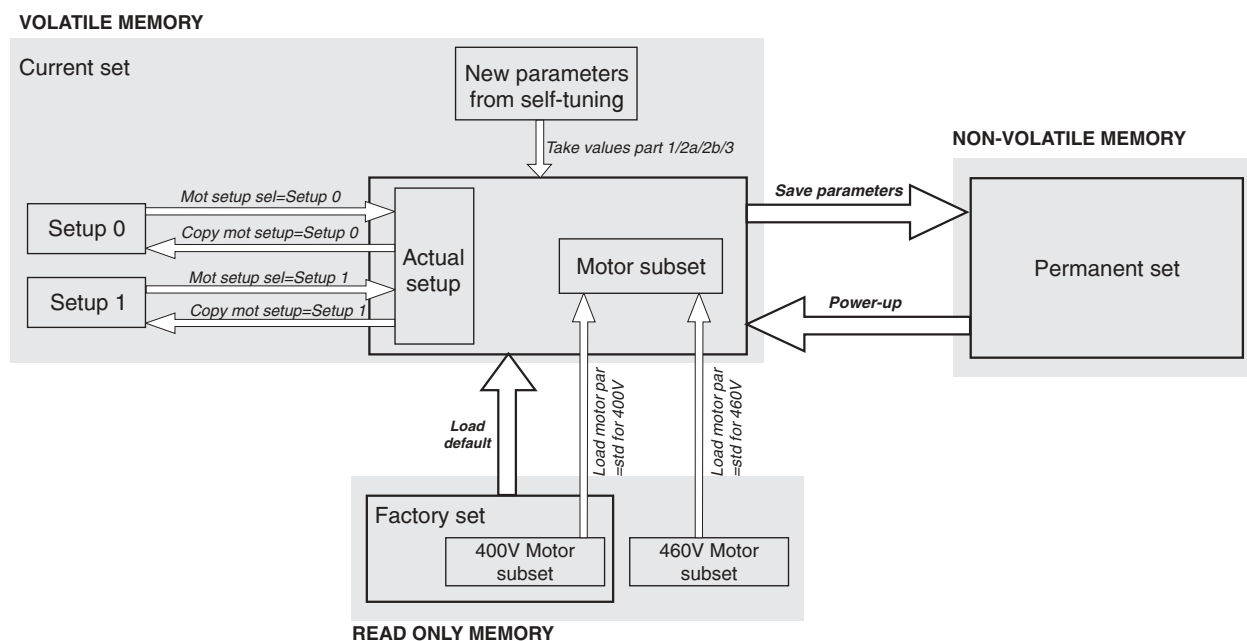 VOLATILE MEMORY
Current set
New parameters
from self-tuning
Take values part 1/2a/2b/3
NON-VOLATILE MEMORY
Mot setup sel=Setup 0
Setup 0
Copy mot setup=Setup 0
Mot setup sel=Setup 1
Setup 1
Copy mot setup=Setup 1
Actual
setup
Motor subset
Save parameters
Power-up
Permanent set
Load
default
Load motor par
=std for 400V
Load motor par
=std for 460V
Factory set
400V Motor
subset
460V Motor
subset
READ ONLY MEMORY